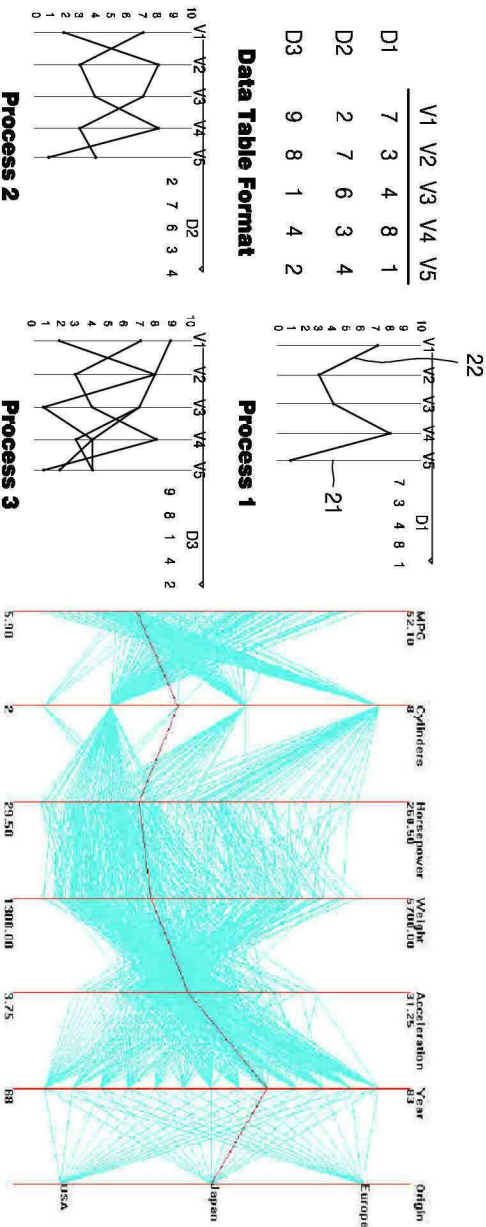 V1 V2 V3 V4 V5
D1 7 3 4 8 1
D2 2 7 6 3 4
D3 9 8 1 4 2
Data Table Format
22
21
0 1 2 3 4 5 6 7 8 9 10
V1 V2 V3 V4 V5
D1
7 3 4 8 1
Process 1
0 1 2 3 4 5 6 7 8 9 10
V1 V2 V3 V4 V5
D2
2 7 6 3 4
Process 2
0 1 2 3 4 5 6 7 8 9 10
V1 V2 V3 V4 V5
D3
9 8 1 4 2
Process 3
MPG Cylinders Horsepower Weight Acceleration Year Origin
52.10 8 260.50 5700.00 31.25 83
Europe
Japan
USA
5.90 2 29.50 1300.00 3.75 68